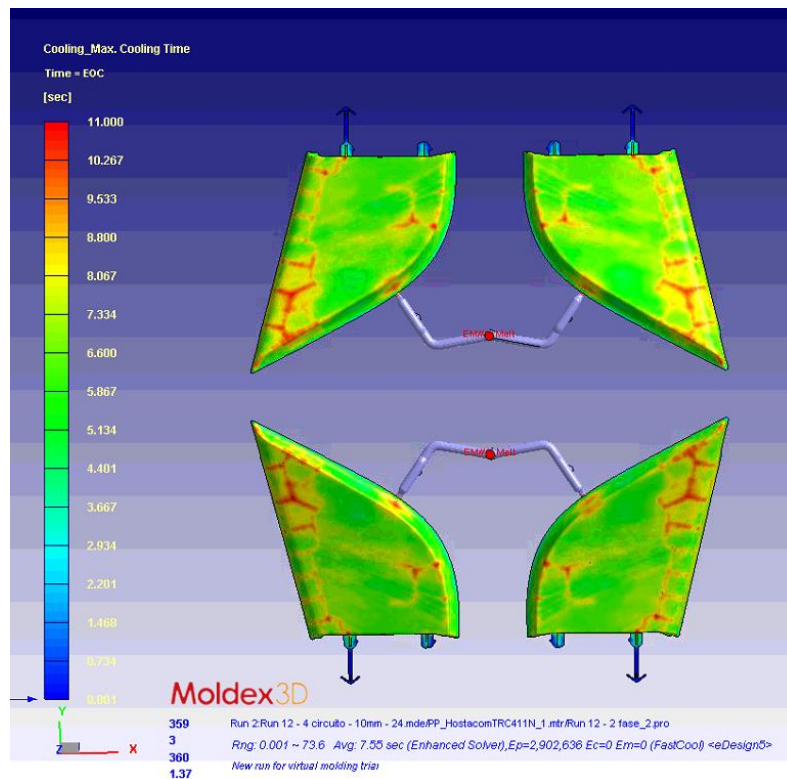 Cooling_Max. Cooling Time
Time = EOC
[sec]
11.000
10.267
9.533
8.800
8.067
7.334
6.600
5.867
5.134
4.401
3.667
2.934
2.201
1.468
0.734
0.001
Melt
Melt
Moldex3D
359
3
360
1.37
Run 2:Run 12 - 4 circuito - 10mm - 24.mde/PP_HostacomTRC411N_1.mtr/Run 12 - 2 fase_2.pro
Rng: 0.001 ~ 73.6 Avg: 7.55 sec (Enhanced Solver),Ep=2,902,636 Ec=0 Em=0 (FastCool) <eDesign5>
New run for virtual molding trial
Y
Z
X